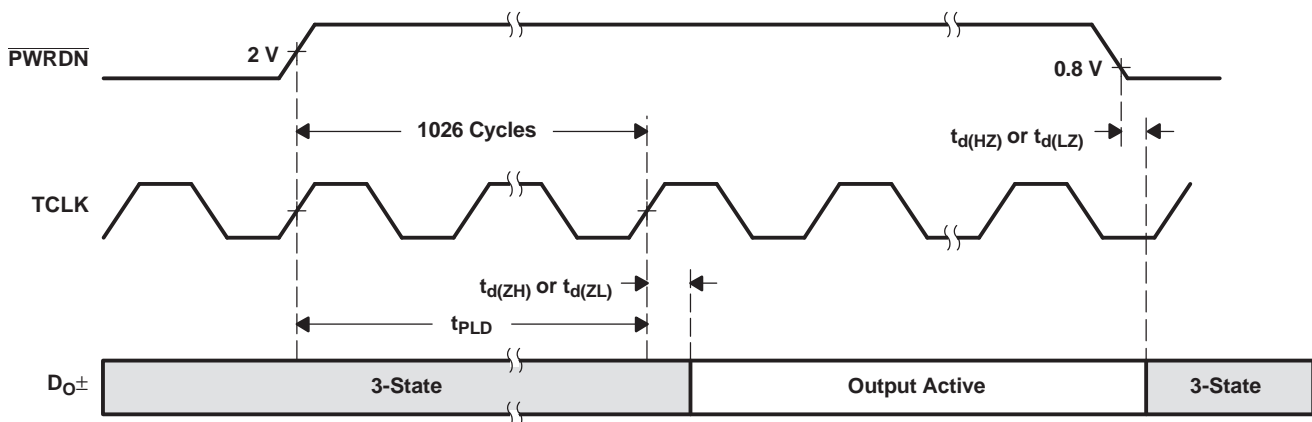 PWRDN
2 V
0.8 V
1026 Cycles
td(HZ) or td(LZ)
TCLK
td(ZH) or td(ZL)
tPLD
DO±
3-State
Output Active
3-State